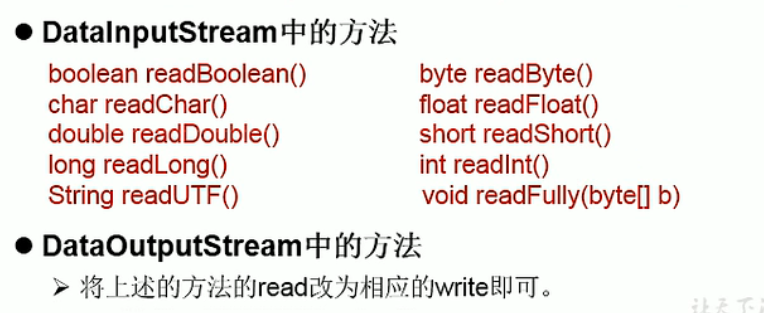 ● DataInputStream中的方法
boolean readBoolean() byte readByte()
char readChar() float readFloat()
double readDouble() short readShort()
long readLong() int readInt()
String readUTF() void readFully(byte[] b)
● DataOutputStream中的方法
➢ 将上述的方法的read改为相应的write即可。
让天下